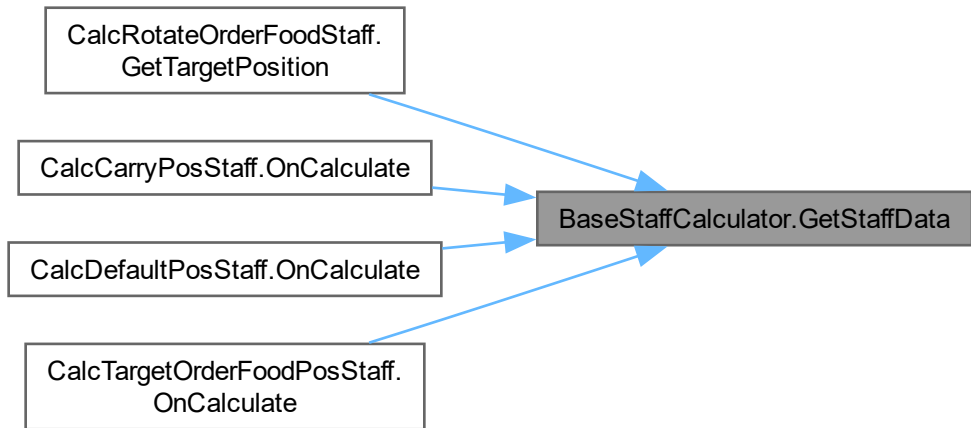 CalcRotateOrderFoodStaff.
GetTargetPosition
CalcCarryPosStaff.OnCalculate
BaseStaffCalculator.GetStaffData
CalcDefaultPosStaff.OnCalculate
CalcTargetOrderFoodPosStaff.
OnCalculate